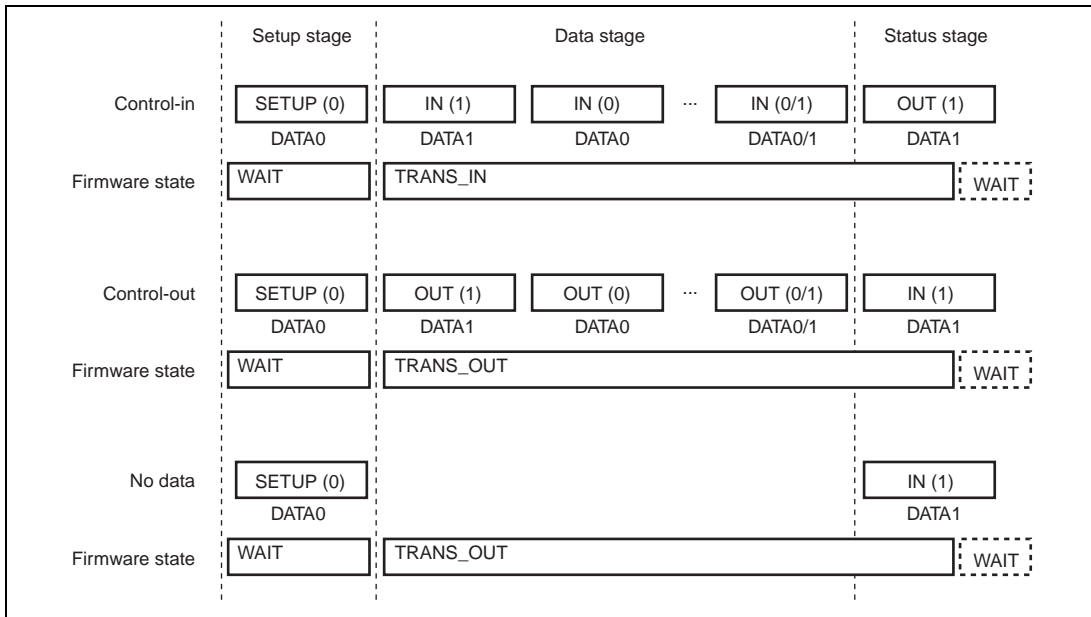 Setup stage Data stage Status stage
Control-in SETUP (0) IN (1) IN (0) ... IN (0/1) OUT (1)
DATA0 DATA1 DATA0 DATA0/1 DATA1
Firmware state WAIT TRANS_IN WAIT
Control-out SETUP (0) OUT (1) OUT (0) ... OUT (0/1) IN (1)
DATA0 DATA1 DATA0 DATA0/1 DATA1
Firmware state WAIT TRANS_OUT WAIT
No data SETUP (0) IN (1)
DATA0 DATA1
Firmware state WAIT TRANS_OUT WAIT